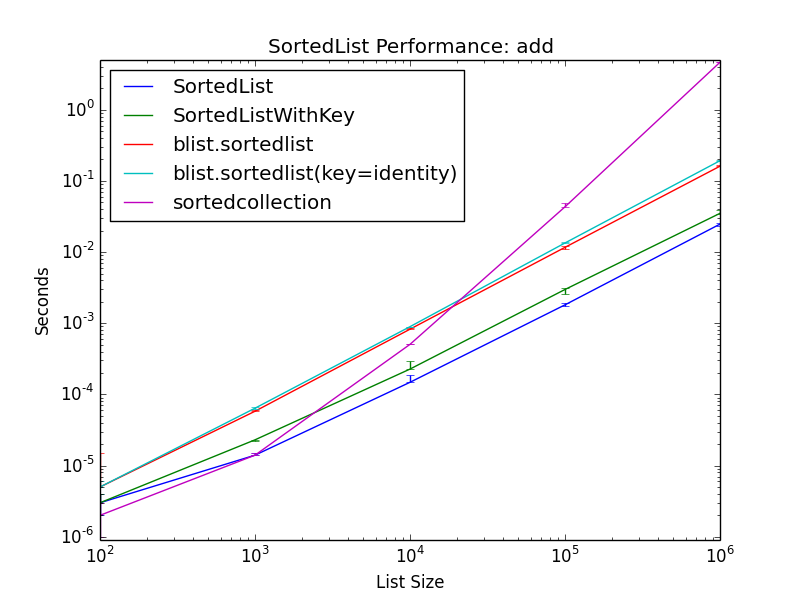 SortedList Performance: add
SortedList
SortedListWithKey
blist.sortedlist
blist.sortedlist(key=identity)
sortedcollection
10^0
10^-1
10^-2
10^-3
10^-4
10^-5
10^-6
Seconds
10^2 10^3 10^4 10^5 10^6
List Size